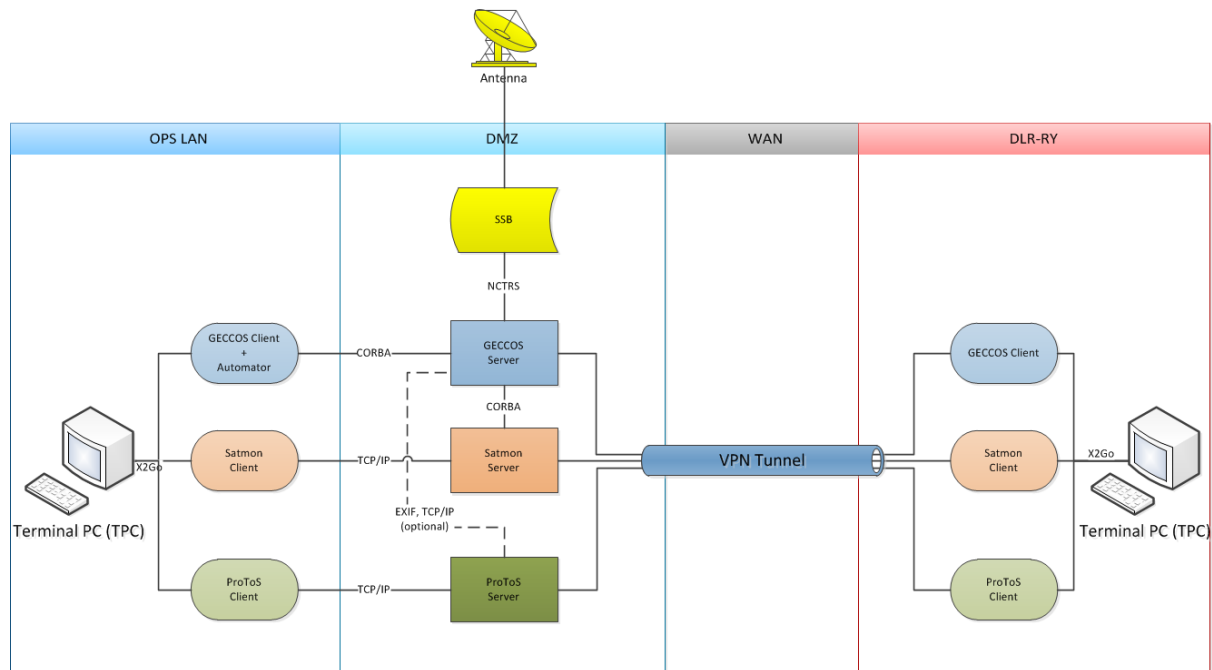 Antenna
OPS LAN
DMZ
WAN
DLR-RY
SSB
NCTRS
GECCOS Client
+
Automator
CORBA
GECCOS
Server
GECCOS Client
CORBA
X2Go
Satmon
Client
TCP/IP
Satmon
Server
VPN Tunnel
Satmon
Client
X2Go
Terminal PC (TPC)
EXIF, TCP/IP
(optional)
Terminal PC (TPC)
ProToS
Client
TCP/IP
ProToS
Server
ProToS
Client